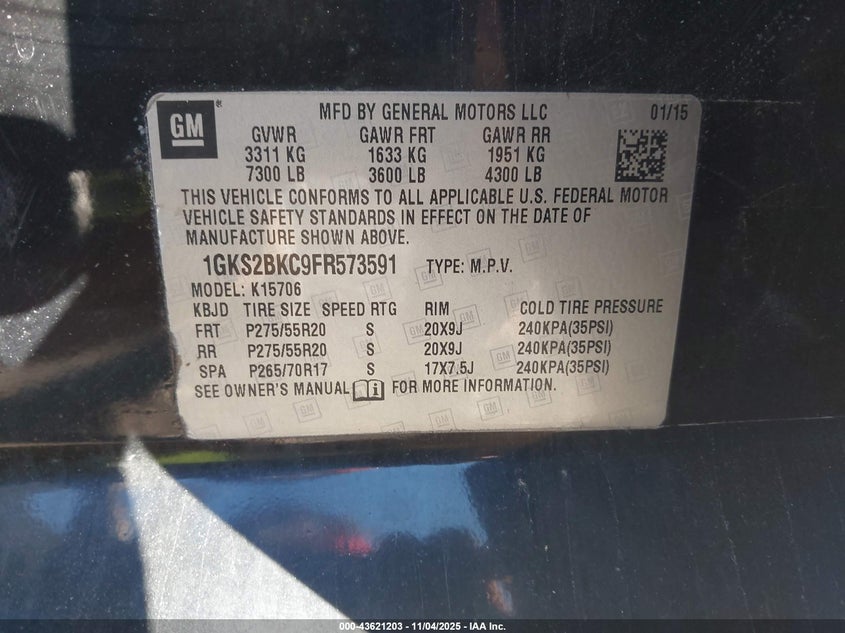 GM
MFD BY GENERAL MOTORS LLC 01/15
GVWR GAWR FRT GAWR RR
3311 KG 1633 KG 1951 KG
7300 LB 3600 LB 4300 LB
THIS VEHICLE CONFORMS TO ALL APPLICABLE U.S. FEDERAL MOTOR
VEHICLE SAFETY STANDARDS IN EFFECT ON THE DATE OF
MANUFACTURE SHOWN ABOVE.
1GKS2BKC9FR573591 TYPE: M.P.V.
MODEL: K15706
KBJD TIRE SIZE SPEED RTG RIM COLD TIRE PRESSURE
FRT P275/55R20 S 20X9J 240KPA(35PSI)
RR P275/55R20 S 20X9J 240KPA(35PSI)
SPA P265/70R17 S 17X7.5J 240KPA(35PSI)
SEE OWNER'S MANUAL FOR MORE INFORMATION.
000-43621203 - 11/04/2025 - IAA Inc.